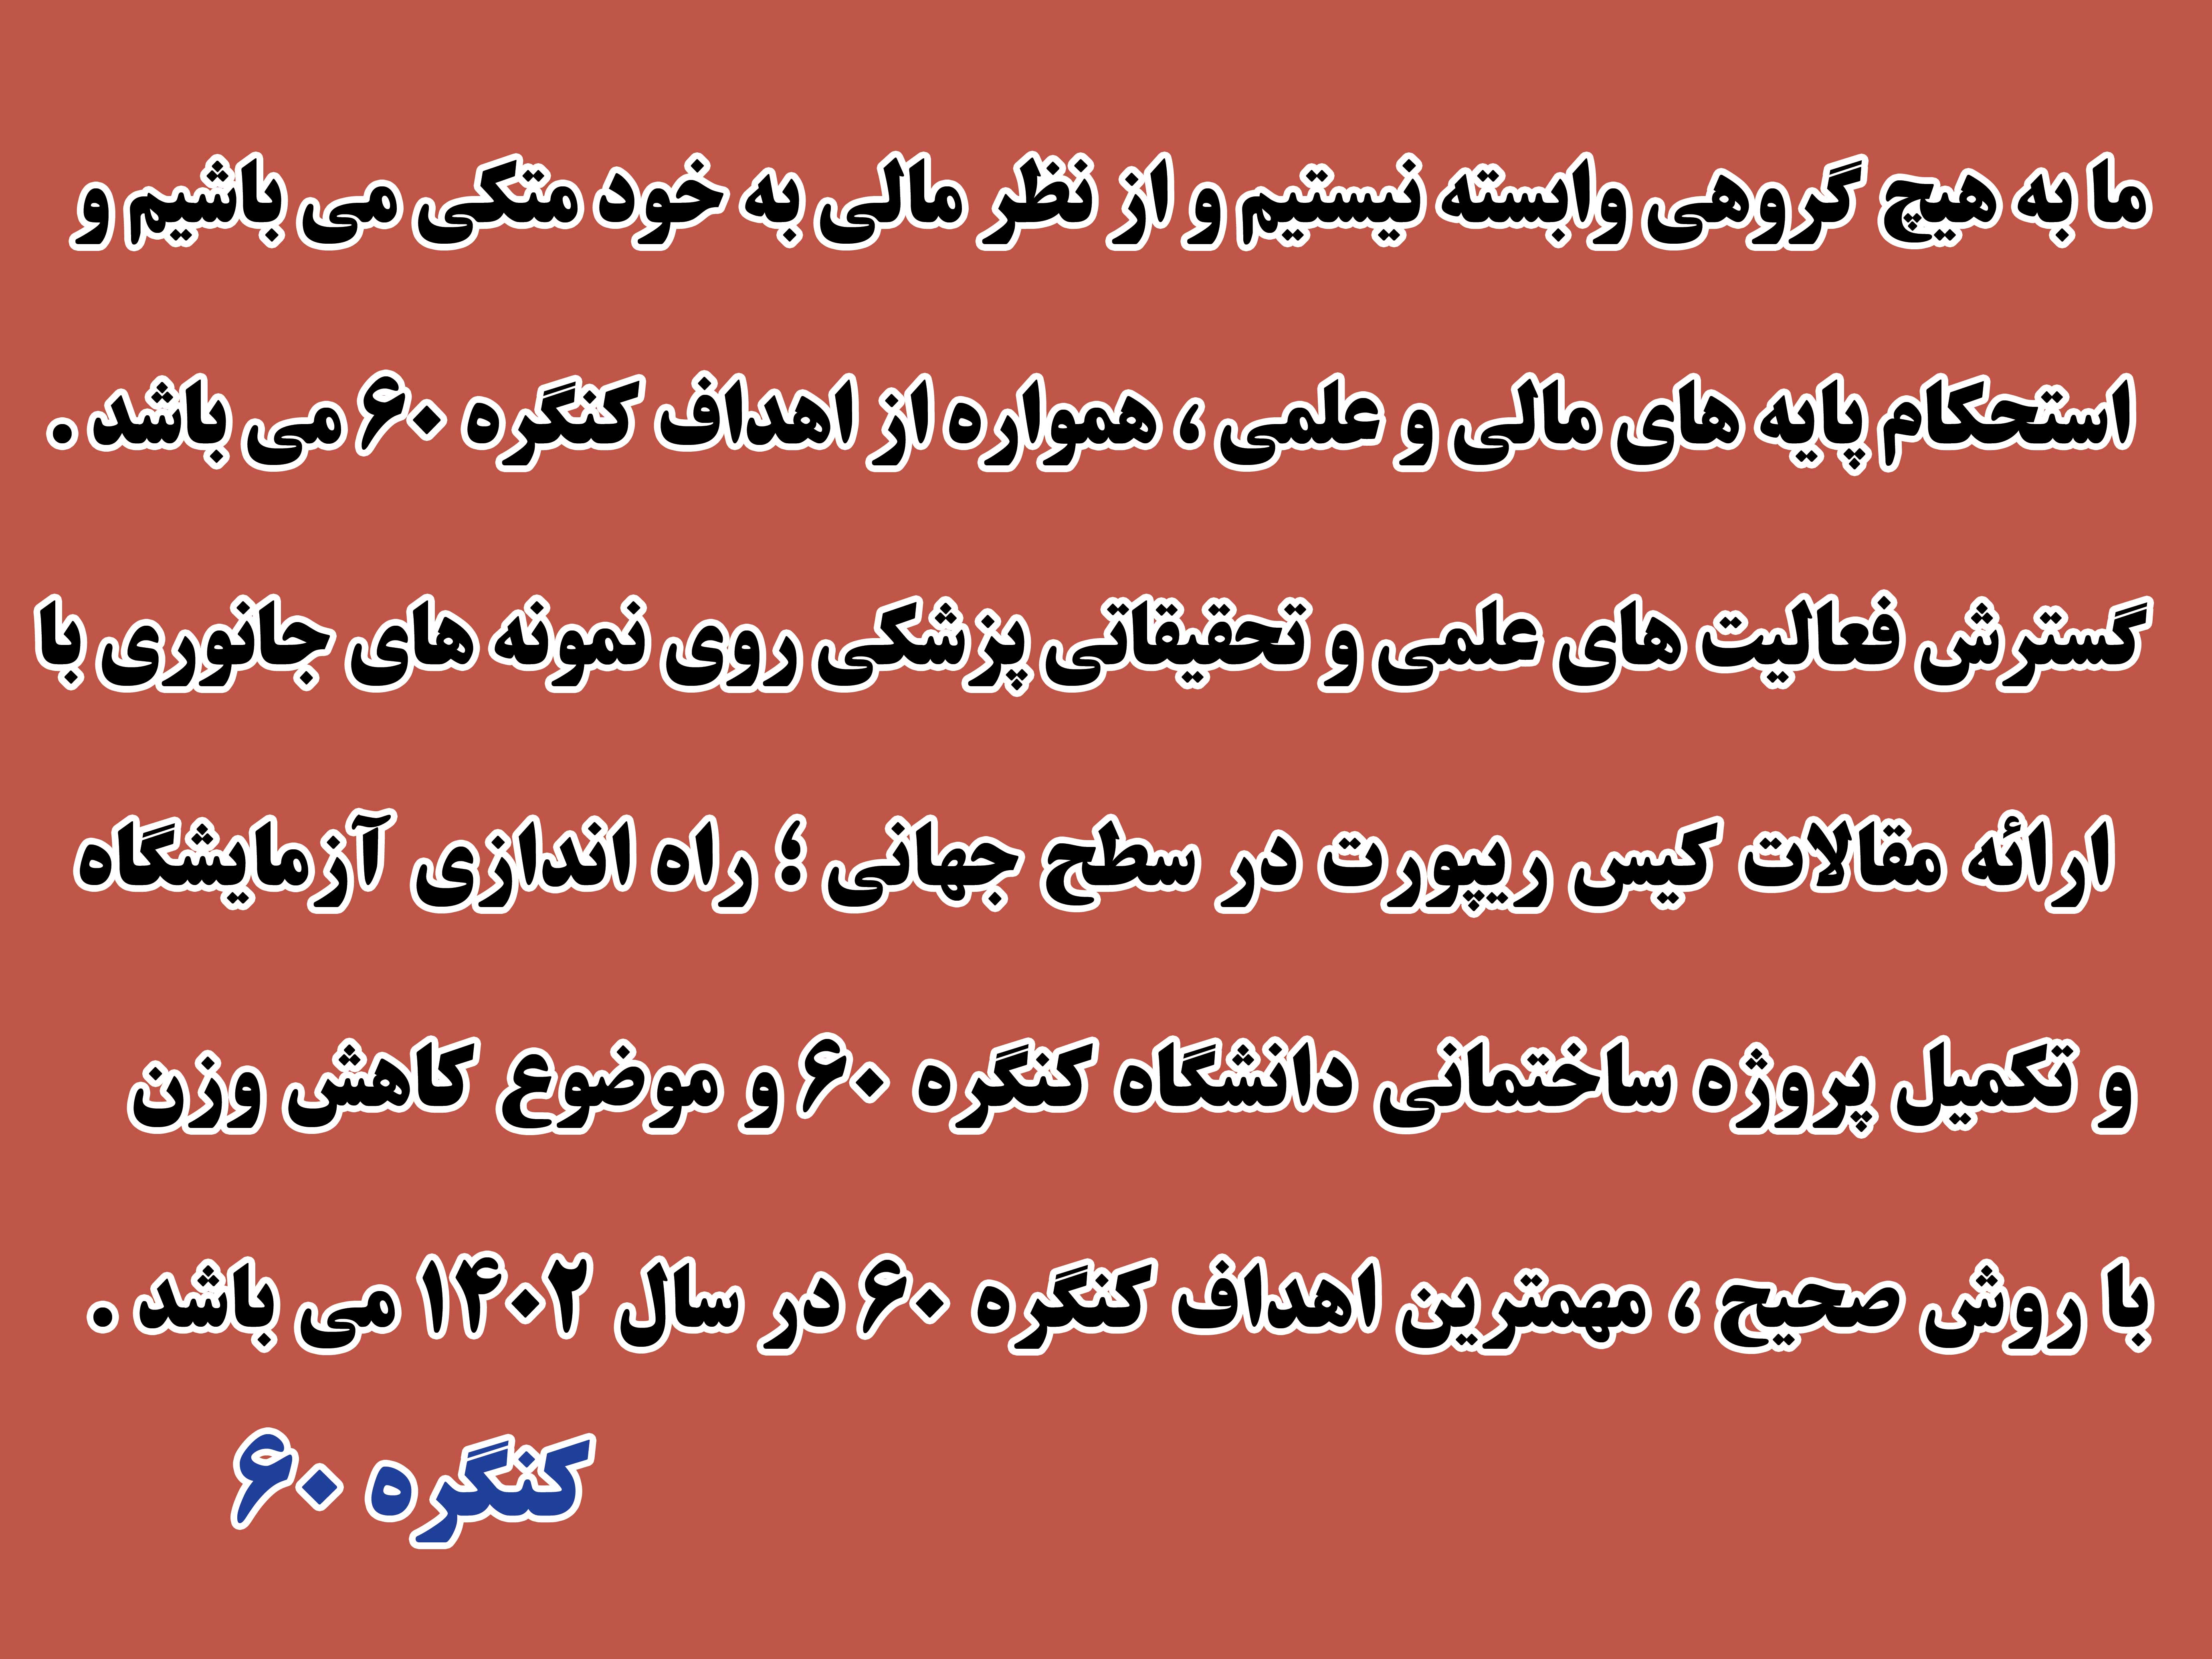 ما به هیچ گروهی وابسته نیستیم و از نظر مالی به خود متکی می باشیم و
استحکام پایه های مالی و علمی ، همواره از اهداف کنگره ۶۰ می باشد .
گسترش فعالیت های علمی و تحقیقاتی پزشکی روی نمونه های جانوری با
ارائه مقالات کیس ریپورت در سطح جهانی ؛ راه اندازی آزمایشگاه
و تکمیل پروژه ساختمانی دانشگاه کنگره ۶۰ و موضوع کاهش وزن
با روش صحیح ، مهمترین اهداف کنگره ۶۰ در سال ۱۴۰۲ می باشد .
کنگره ۶۰